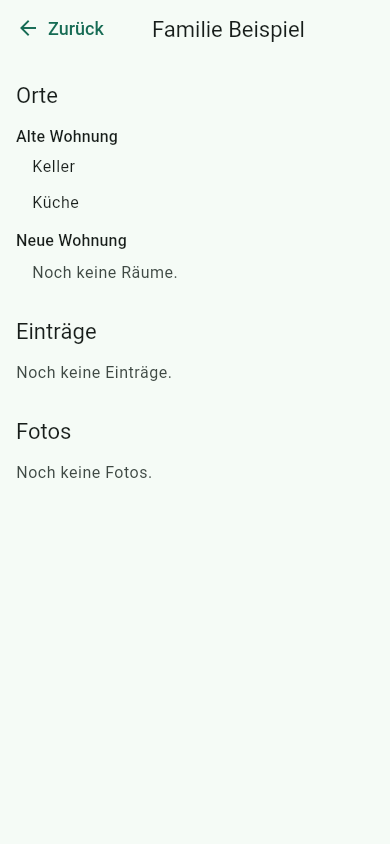 Zurück
Familie Beispiel
Orte
Alte Wohnung
Keller
Küche
Neue Wohnung
Noch keine Räume.
Einträge
Noch keine Einträge.
Fotos
Noch keine Fotos.